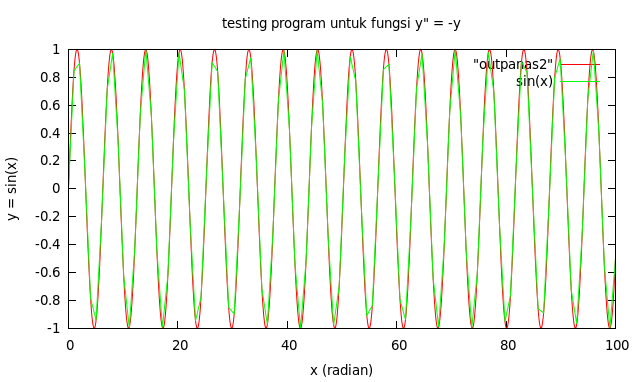 testing program untuk fungsi y" = -y
"outpanas2"
sin(x)
1
0.8
0.6
0.4
0.2
0
-0.2
-0.4
-0.6
-0.8
-1
y = sin(x)
0 20 40 60 80 100
x (radian)